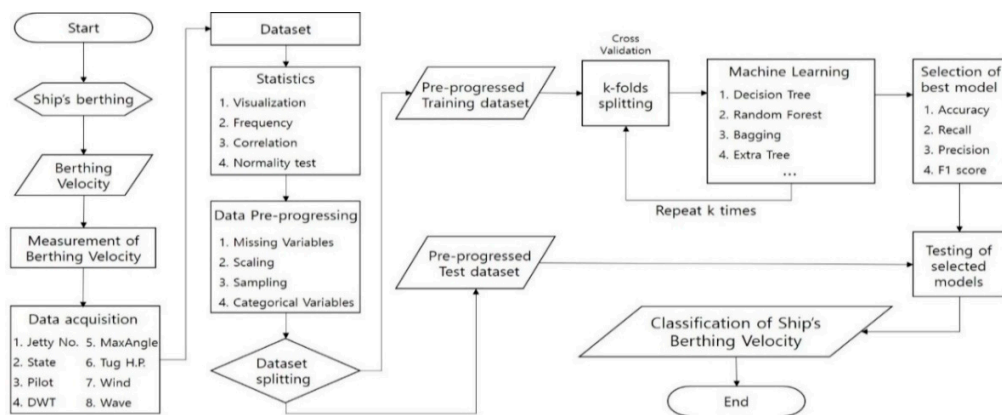 Start
Ship's berthing
Berthing
Velocity
Measurement of
Berthing Velocity
Data acquisition
1. Jetty No. 5. MaxAngle
2. State 6. Tug H.P.
3. Pilot 7. Wind
4. DWT 8. Wave
Dataset
Statistics
1. Visualization
2. Frequency
3. Correlation
4. Normality test
Data Pre-progressing
1. Missing Variables
2. Scaling
3. Sampling
4. Categorical Variables
Dataset
splitting
Pre-progressed
Training dataset
Cross
Validation
k-folds
splitting
Machine Learning
1. Decision Tree
2. Random Forest
3. Bagging
4. Extra Tree
...
Repeat k times
Selection of
best model
1. Accuracy
2. Recall
3. Precision
4. F1 score
Pre-progressed
Test dataset
Testing of
selected
models
Classification of Ship's
Berthing Velocity
End